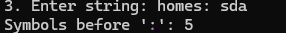 3. Enter string: homes: sda
Symbols before ':': 5